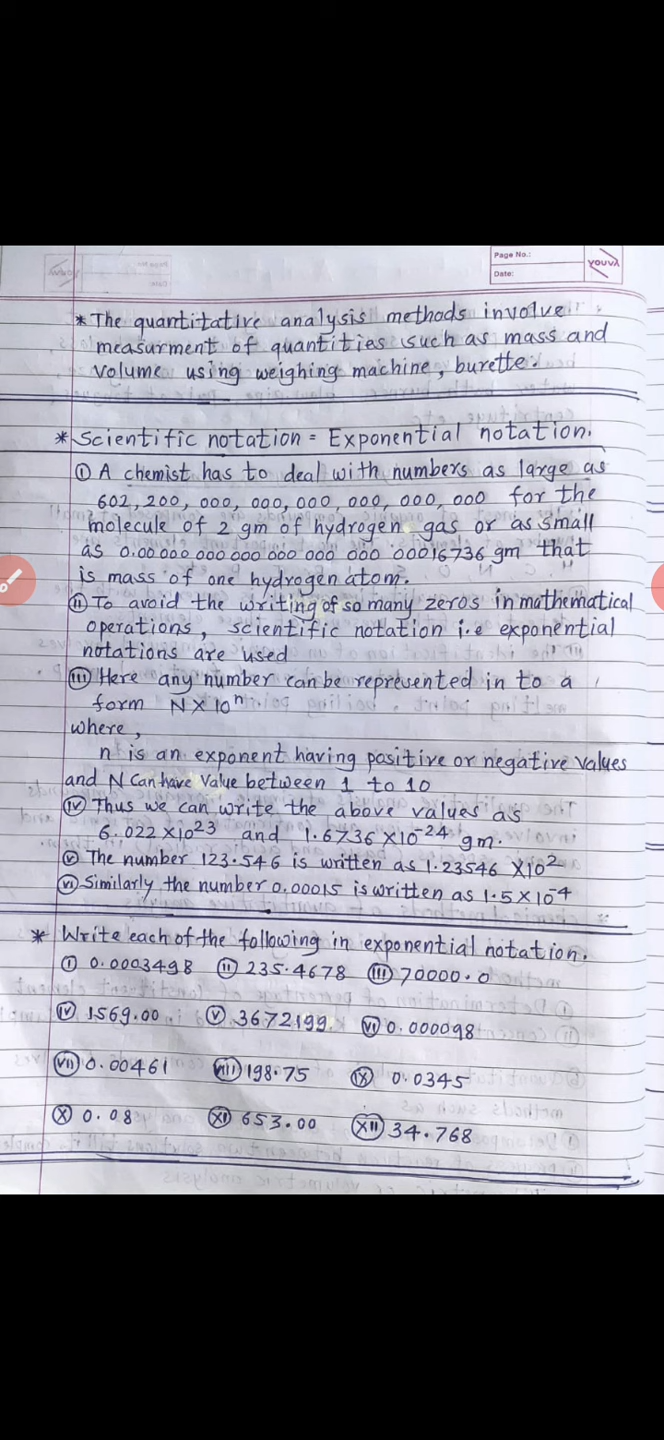 Page No.:
Date:
YOUVA
* The quantitative analysis methods involve
measurment of quantities such as mass and
volume using weighing machine, burette.
* Scientific notation = Exponential notation.
(I) A chemist has to deal with numbers as large as
602, 200, 000, 000, 000, 000, 000, 000 for the
molecule of 2 gm of hydrogen gas or as small
as 0.00 000 000 000 000 000 000 00016736 gm that
is mass of one hydrogen atom.
(II) To avoid the writing of so many zeros in mathematical
operations, scientific notation i.e exponential
notations are used
(III) Here any number can be represented in to a
form N × 10ⁿ
where,
n is an exponent having positive or negative values
and N can have value between 1 to 10
(IV) Thus we can write the above values as
6.022 ×10²³ and 1.6736 ×10⁻²⁴ gm.
(V) The number 123.546 is written as 1.23546 ×10²
(VI) Similarly the number 0.00015 is written as 1.5 × 10⁻⁴
* Write each of the following in exponential notation.
(I) 0.0003498 (II) 235.4678 (III) 70000.0
(IV) 1569.00 (V) 3672199. (VI) 0.000098
(VII) 0.00461 (VIII) 198.75 (IX) 0.0345
(X) 0.08 (XI) 653.00 (XII) 34.768